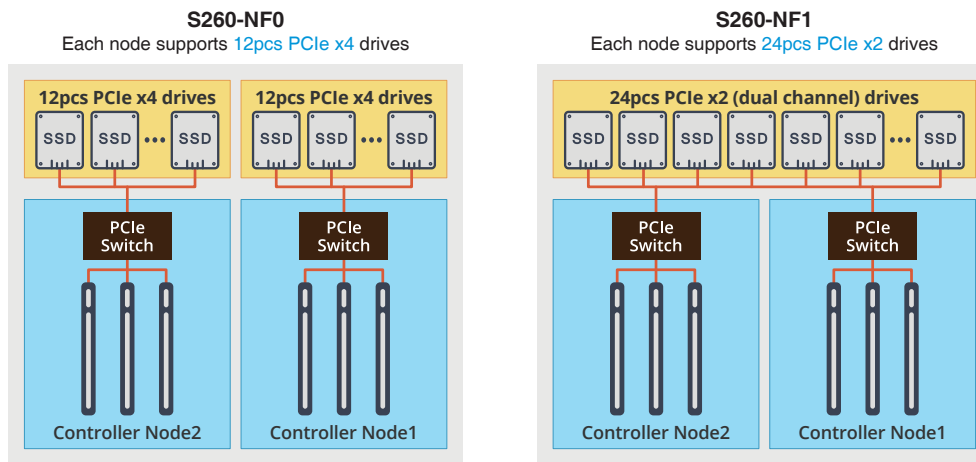 S260-NF0
Each node supports 12pcs PCIe x4 drives
12pcs PCIe x4 drives
SSD SSD ••• SSD
12pcs PCIe x4 drives
SSD SSD ••• SSD
PCIe
Switch
PCIe
Switch
Controller Node2
Controller Node1
S260-NF1
Each node supports 24pcs PCIe x2 drives
24pcs PCIe x2 (dual channel) drives
SSD SSD SSD SSD SSD SSD ••• SSD
PCIe
Switch
PCIe
Switch
Controller Node2
Controller Node1